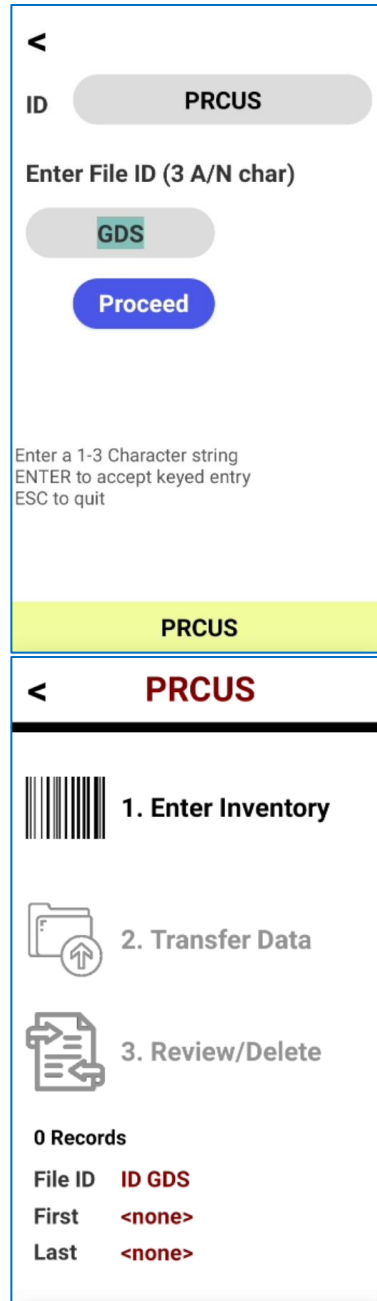 <
ID PRCUS
Enter File ID (3 A/N char)
GDS
Proceed
Enter a 1-3 Character string
ENTER to accept keyed entry
ESC to quit
PRCUS
< PRCUS
1. Enter Inventory
2. Transfer Data
3. Review/Delete
0 Records
File ID ID GDS
First <none>
Last <none>